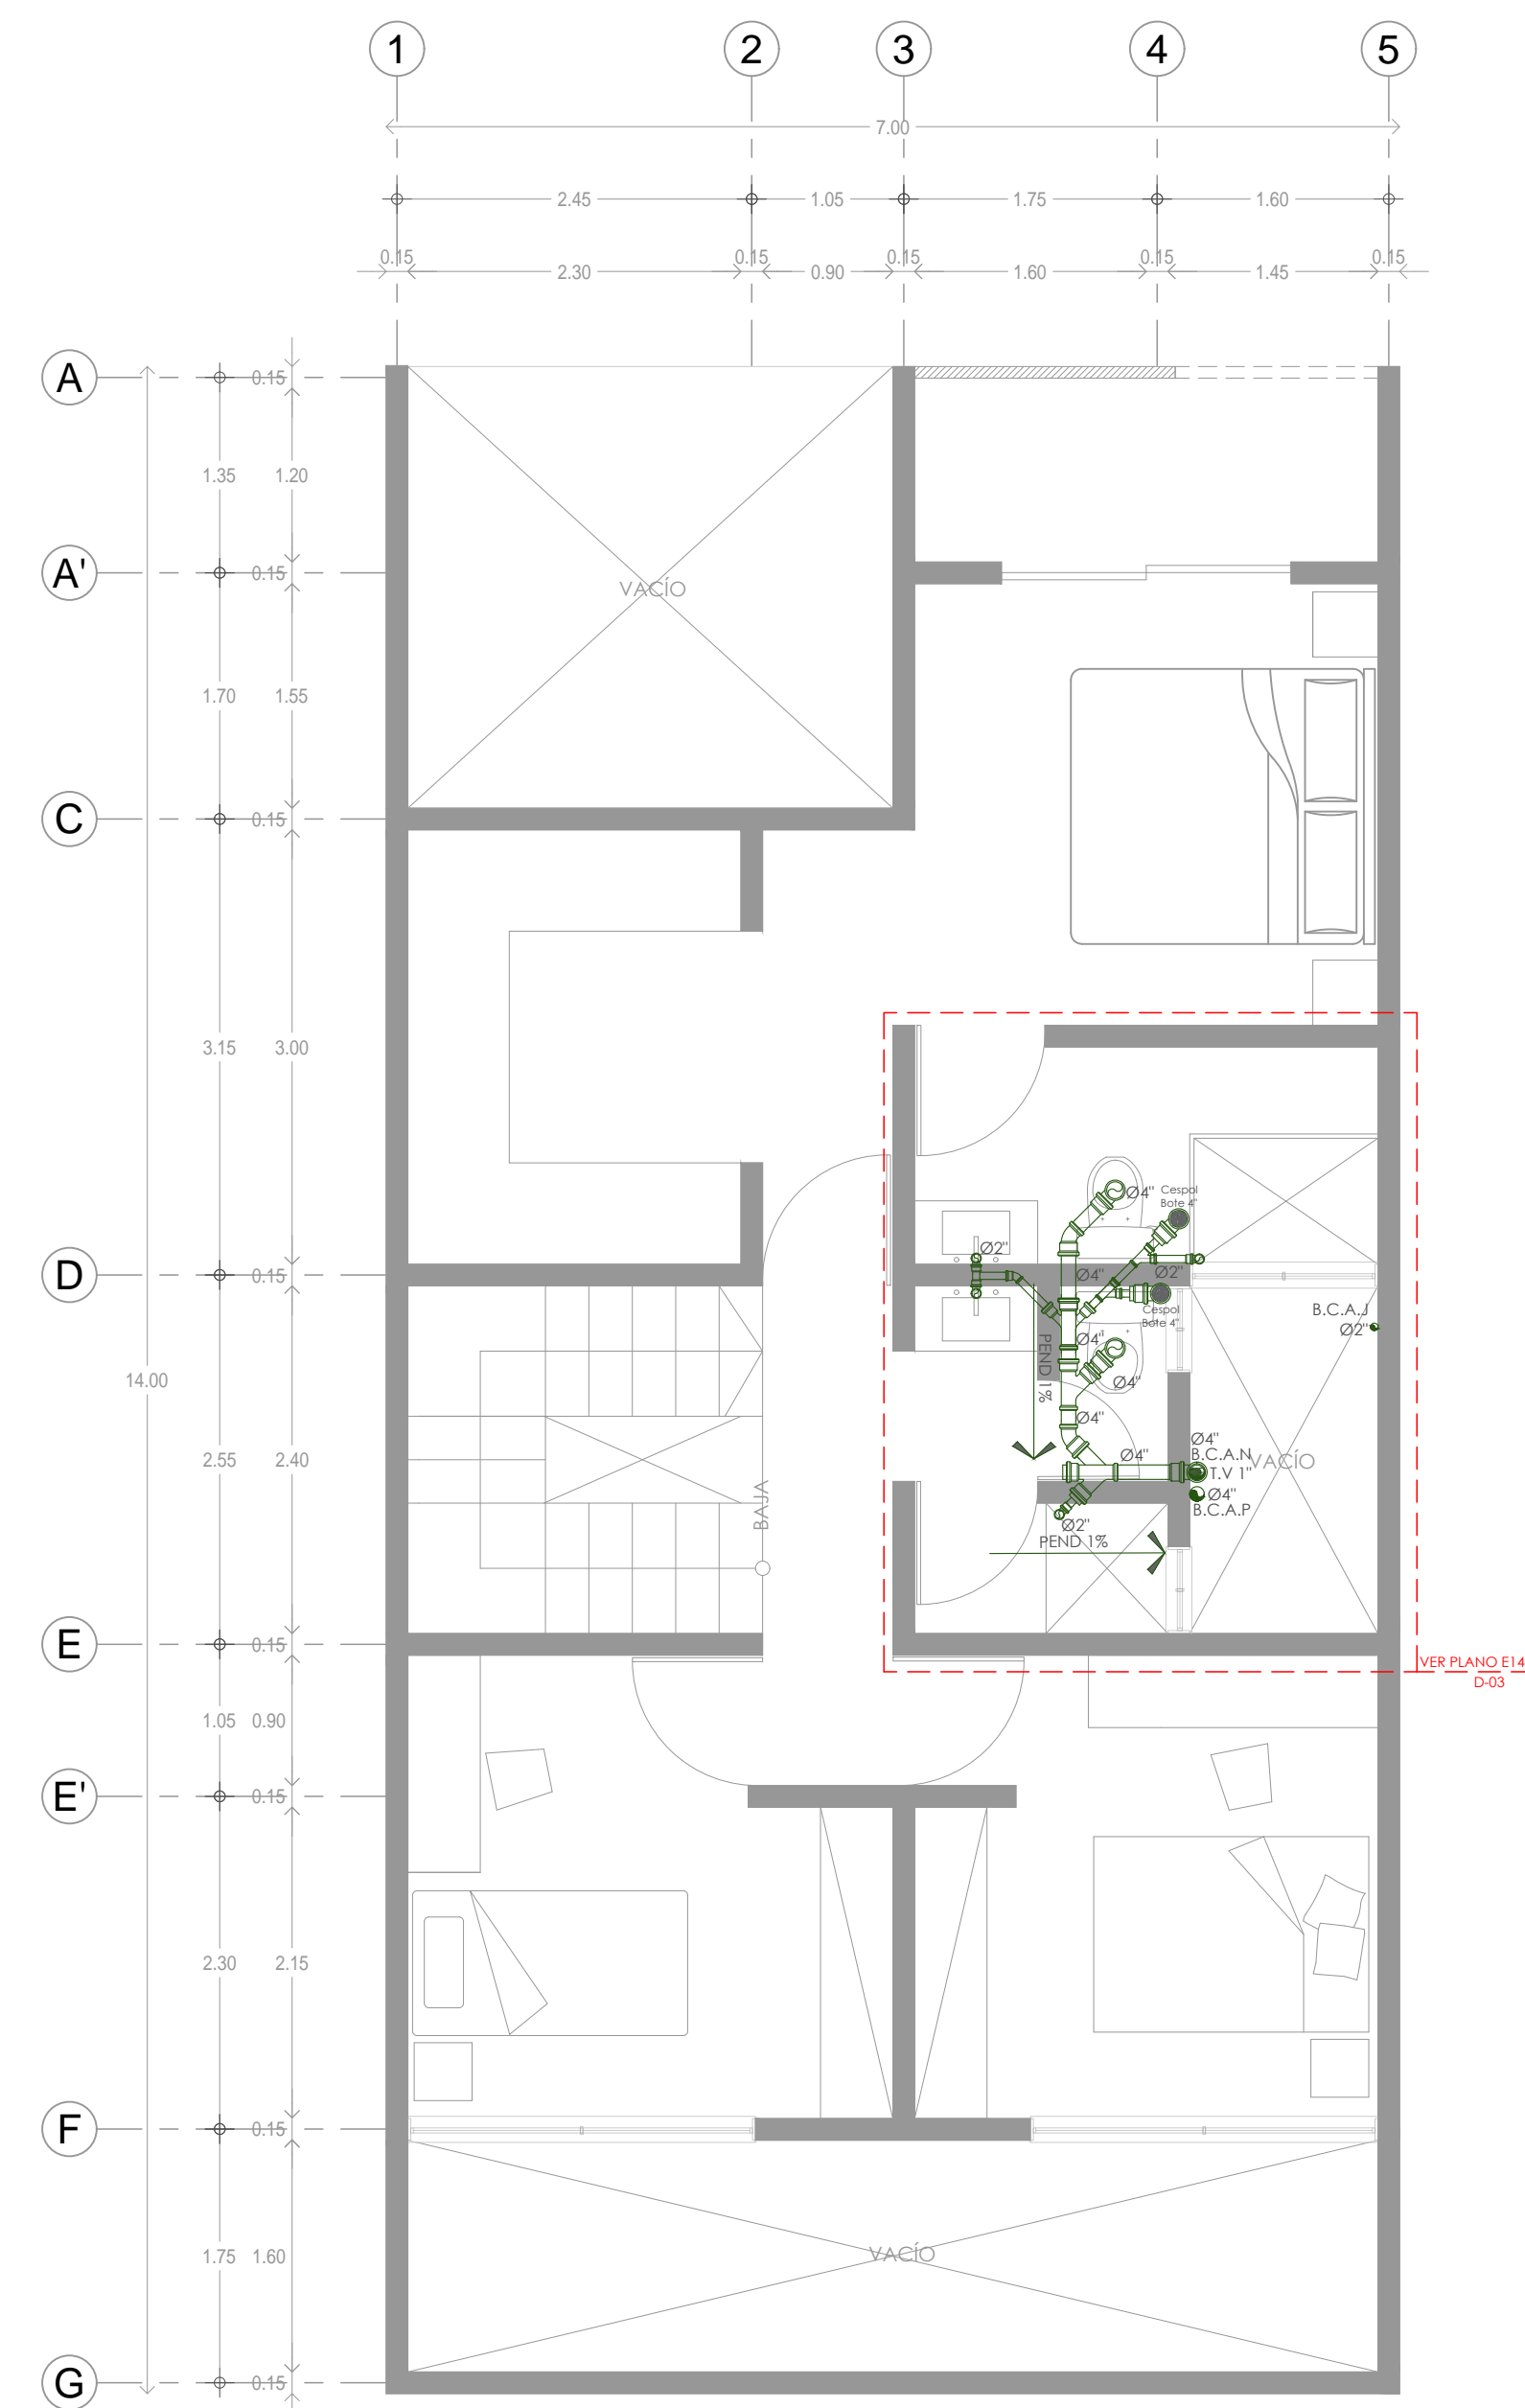 1 2 3 4 5
7.00
2.45 1.05 1.75 1.60
0.15 0.15 0.15 0.15 0.15
2.30 0.90 1.60 1.45
A 0.15
1.35 1.20
A' 0.15
VACÍO
1.70 1.55
C 0.15
3.15 3.00
Ø4" Cespol
Bote 4"
Ø2"
D 0.15
Ø4" Ø2"
Cespol
Bote 4"
B.C.A.J
Ø2"
PEND 1%
Ø4"
14.00
Ø4"
Ø4"
Ø4"
Ø4"
B.C.A.N
T.V 1"
VACÍO
2.55 2.40
Ø4"
B.C.A.P
BAJA
Ø2"
PEND 1%
E 0.15
VER PLANO E14
D-03
1.05 0.90
E' 0.15
2.30 2.15
F 0.15
VACÍO
1.75 1.60
G 0.15